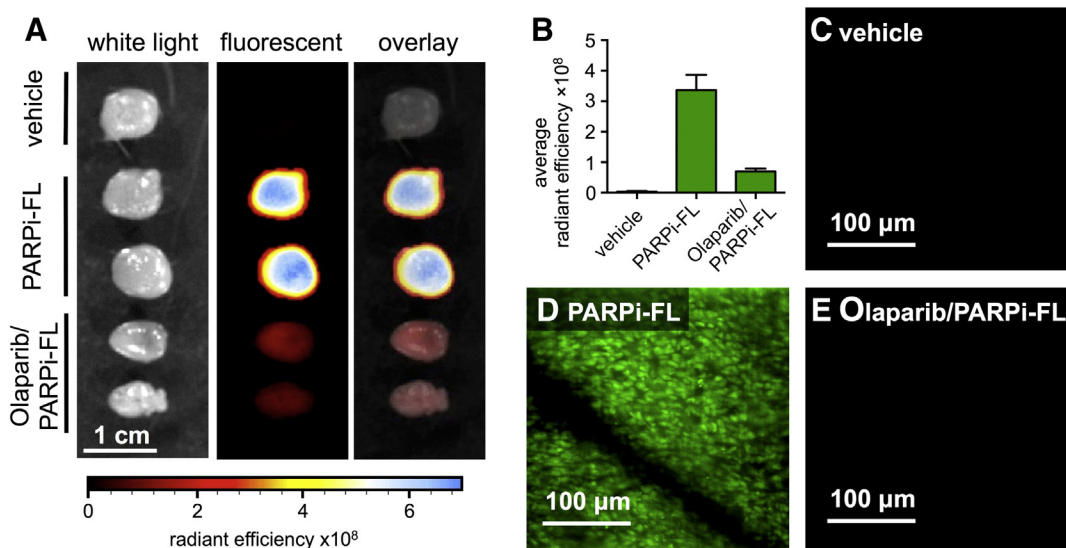 A
white light fluorescent overlay
vehicle
PARPi-FL
Olaparib/
PARPi-FL
1 cm
0 2 4 6
radiant efficiency x10⁸
B
average
radiant efficiency ×10⁸
5
4
3
2
1
0
vehicle
PARPi-FL
Olaparib/
PARPi-FL
C vehicle
100 µm
D PARPi-FL
100 µm
E Olaparib/PARPi-FL
100 µm